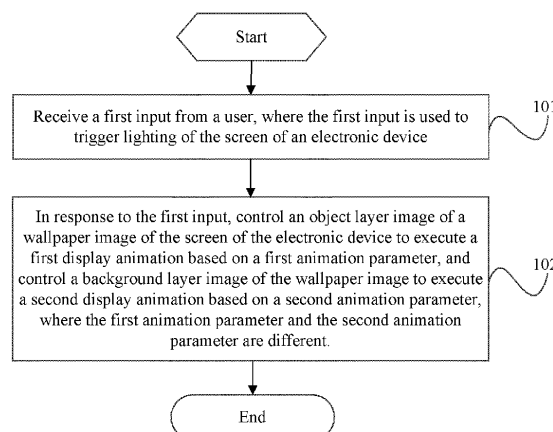 Start
Receive a first input from a user, where the first input is used to
trigger lighting of the screen of an electronic device
101
In response to the first input, control an object layer image of a
wallpaper image of the screen of the electronic device to execute a
first display animation based on a first animation parameter, and
control a background layer image of the wallpaper image to execute
a second display animation based on a second animation parameter,
where the first animation parameter and the second animation
parameter are different.
102
End